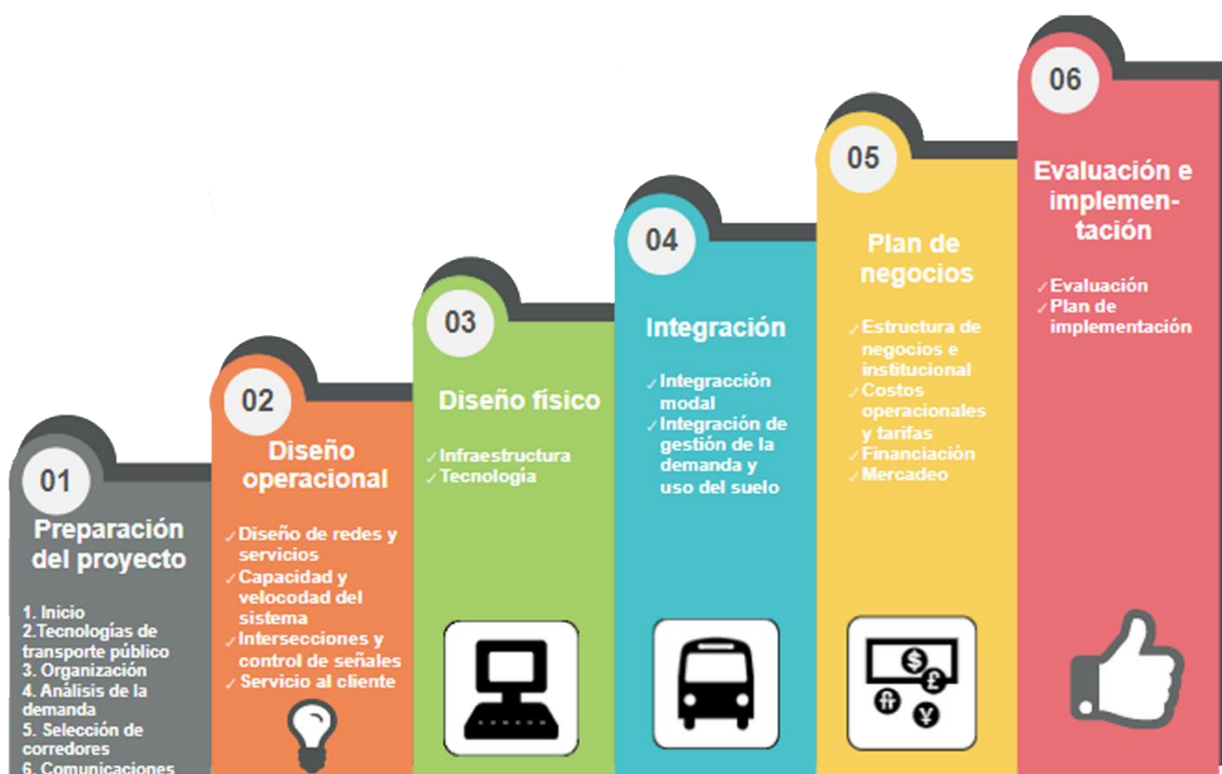 01
Preparación
del proyecto
1. Inicio
2.Tecnologías de
transporte público
3. Organización
4. Análisis de la
demanda
5. Selección de
corredores
6. Comunicaciones
02
Diseño
operacional
✓Diseño de redes y
servicios
✓Capacidad y
velocodad del
sistema
✓Intersecciones y
control de señales
✓Servicio al cliente
03
Diseño físico
✓Infraestructura
✓Tecnología
04
Integración
✓Integracción
modal
✓Integración de
gestión de la
demanda y
uso del suelo
05
Plan de
negocios
✓Estructura de
negocios e
institucional
✓Costos
operacionales
y tarifas
✓Financiación
✓Mercadeo
$
£
¥
06
Evaluación e
implemen-
tación
✓Evaluación
✓Plan de
implementación